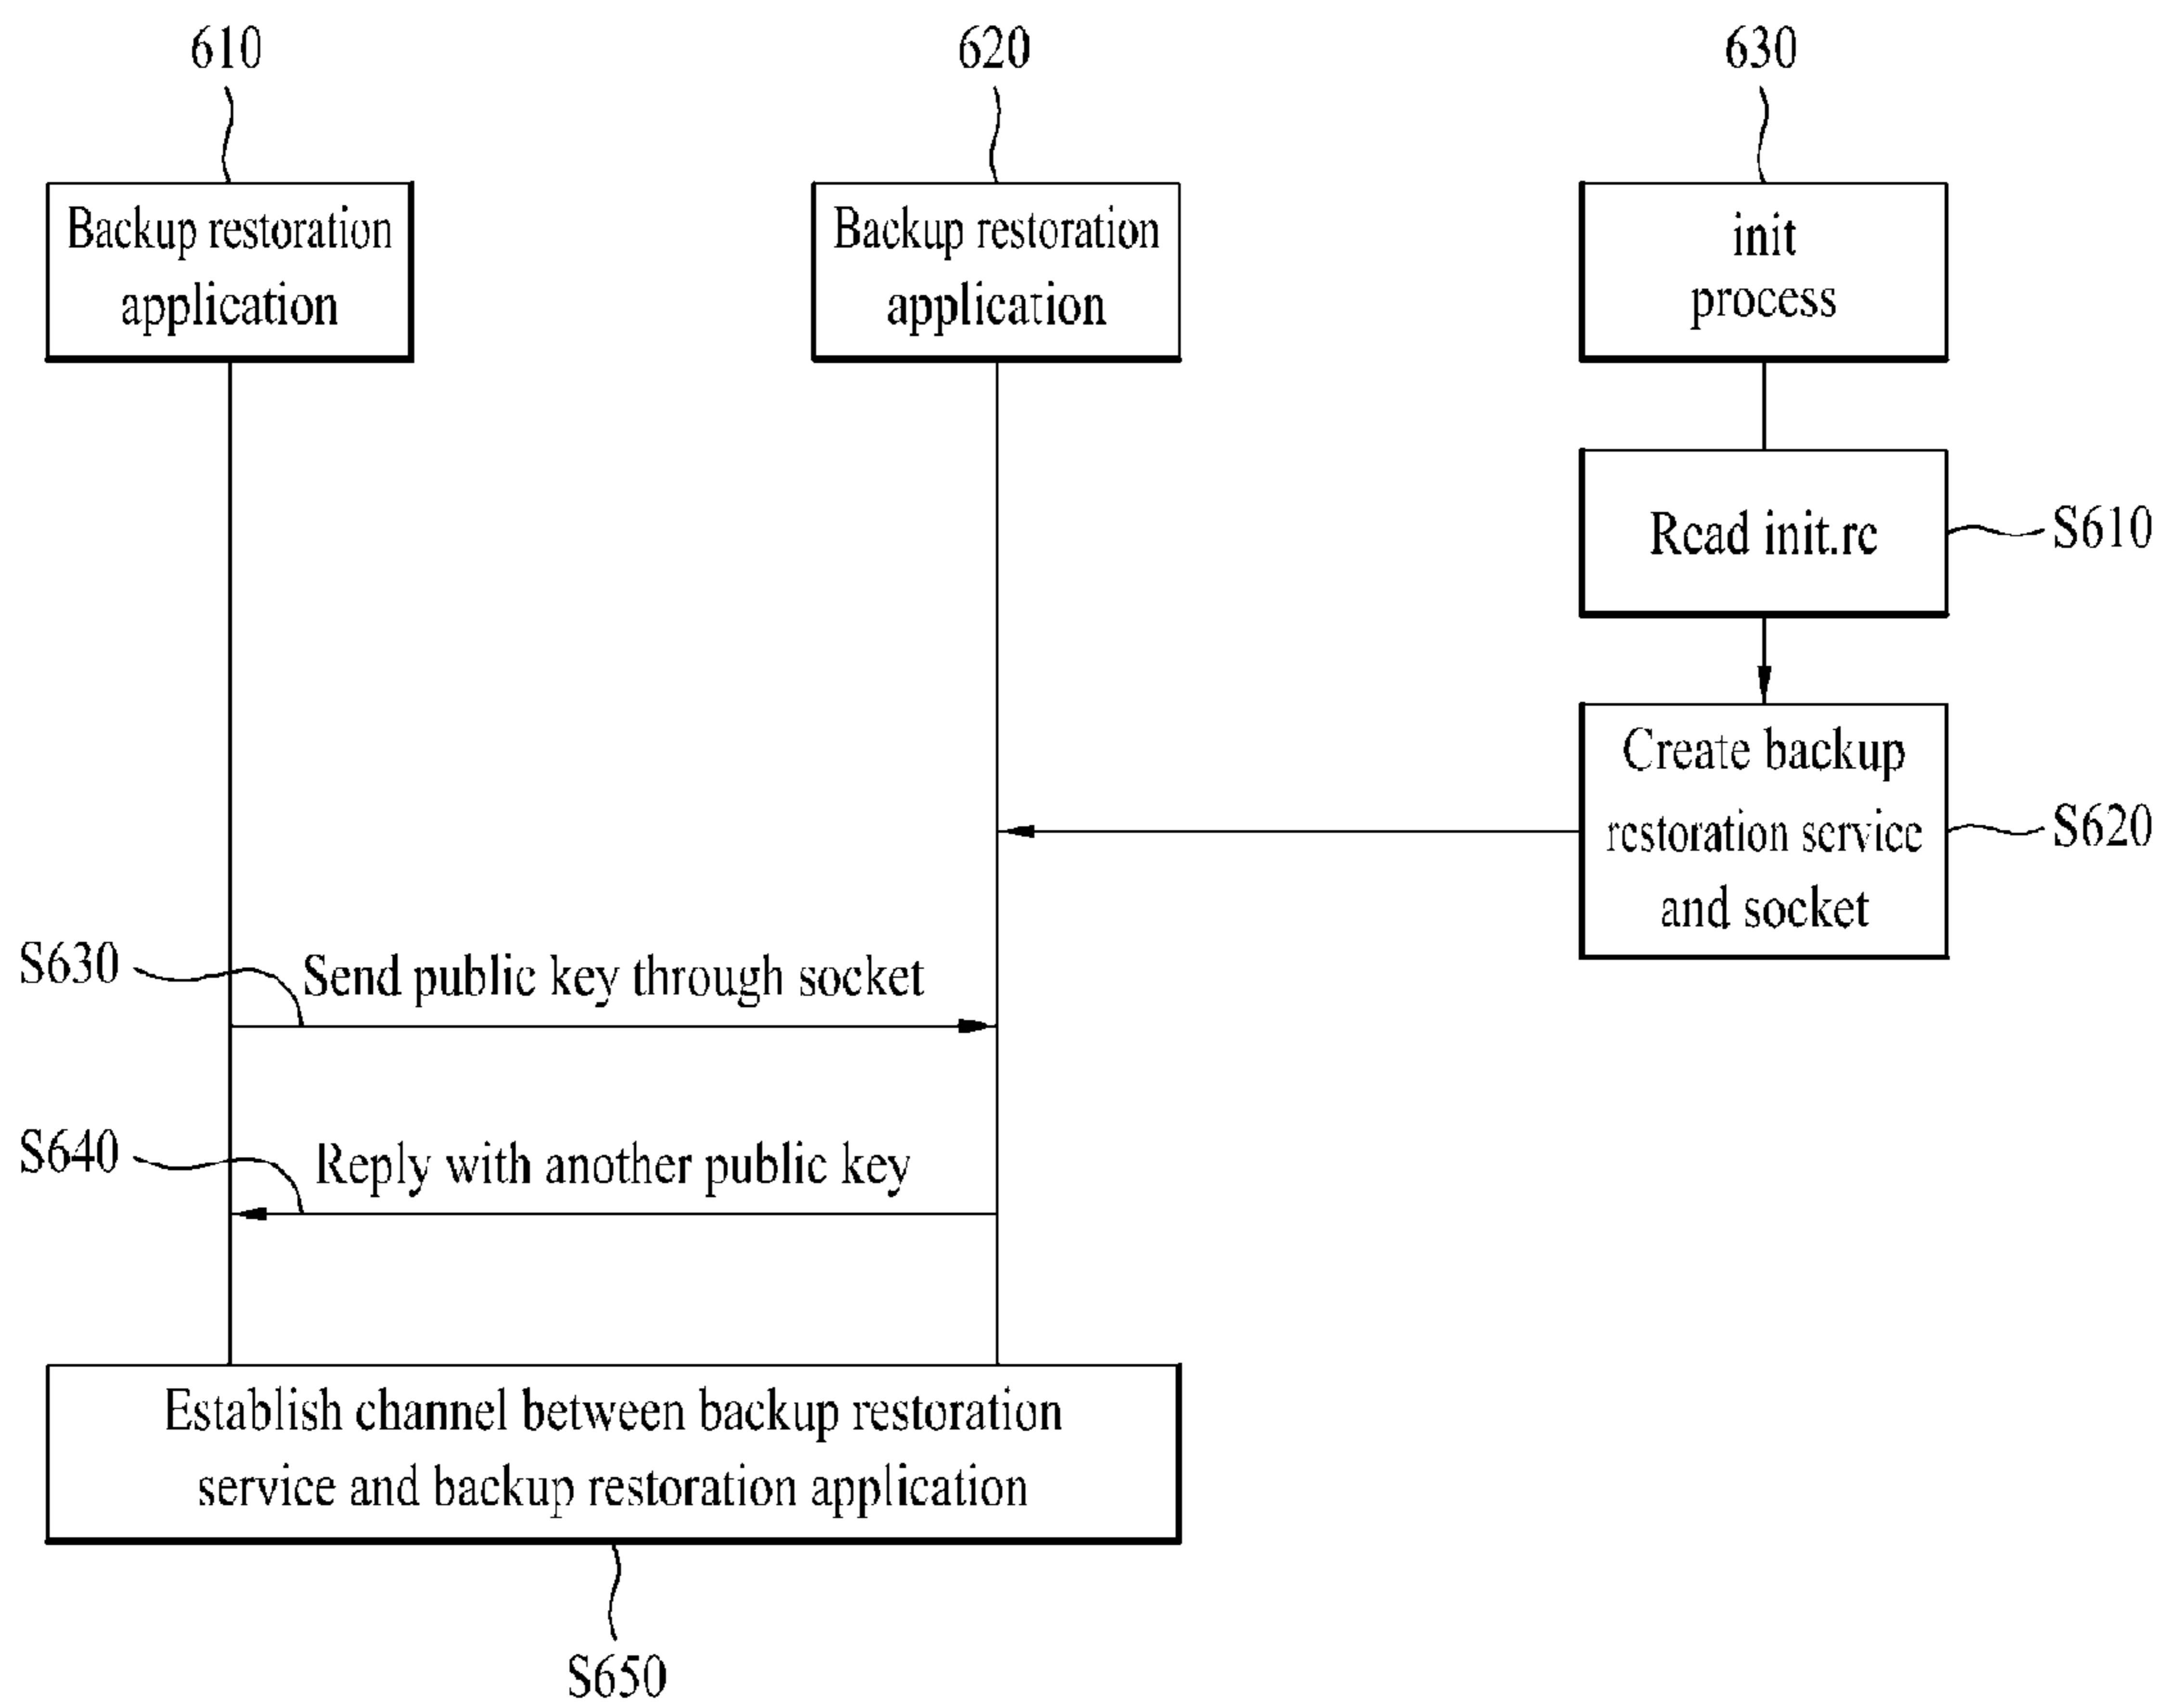 610
620
630
Backup restoration
application
Backup restoration
application
init
process
Read init.rc
S610
Create backup
restoration service
and socket
S620
S630
Send public key through socket
S640
Reply with another public key
Establish channel between backup restoration
service and backup restoration application
S650